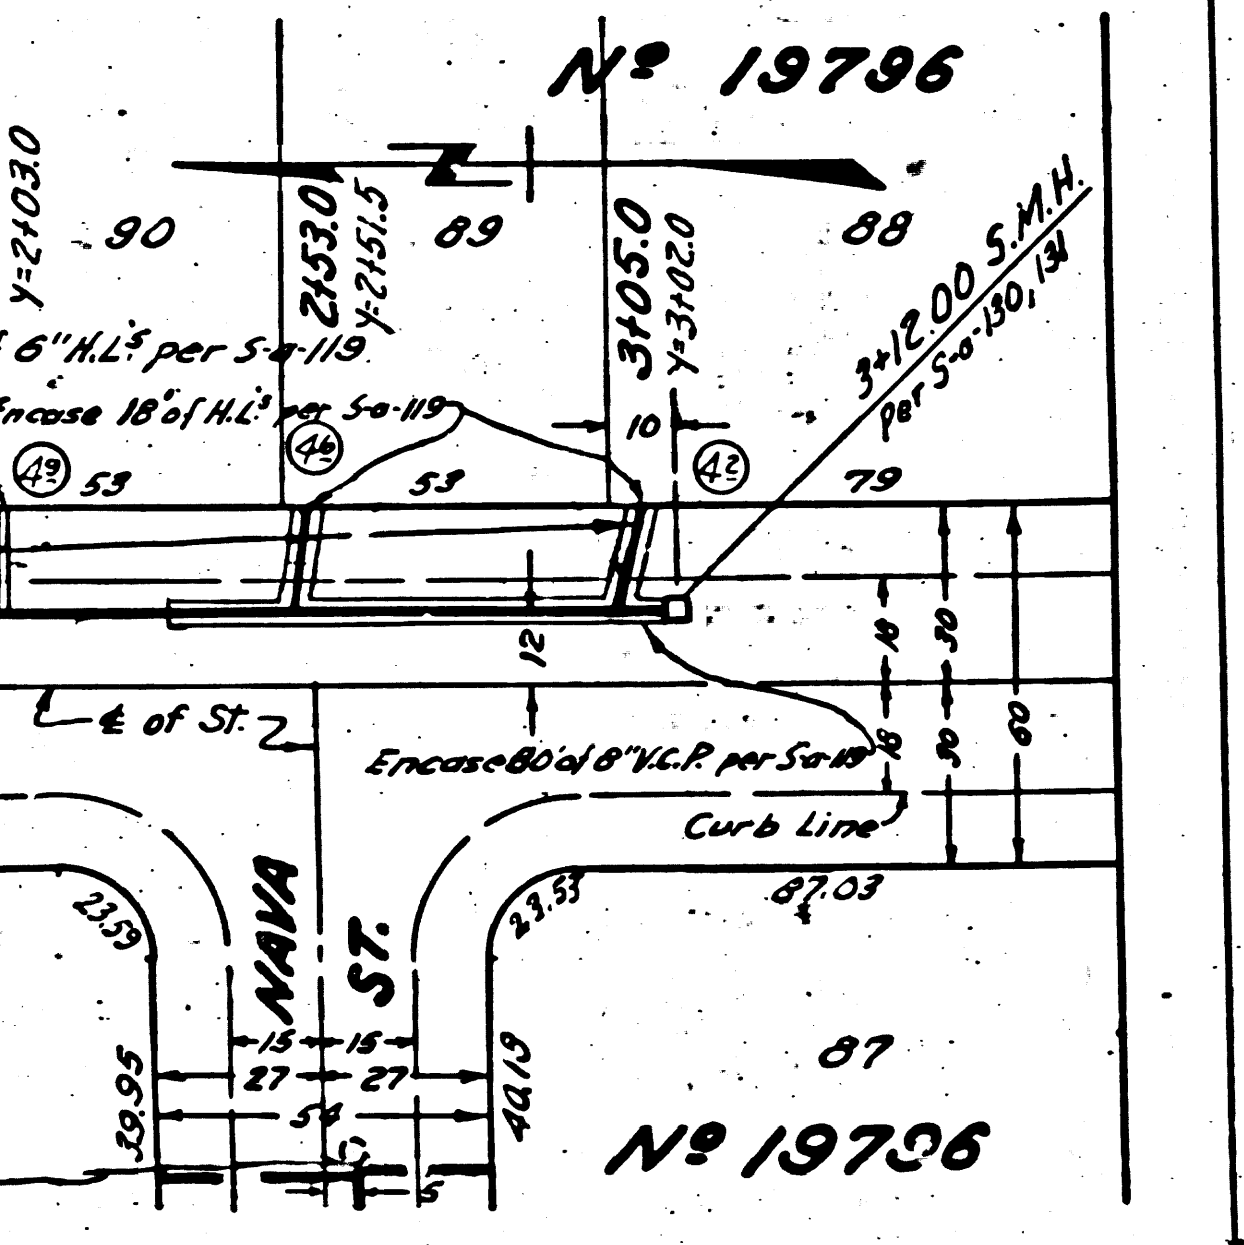 Nº 19796
y=2+03.0
90
2+53.0
y=2+51.5
89
3+05.0
y=3+02.0
88
3+12.00 S.M.H.
per S-a-130, 131
6" H.L.'s per S-a-119
Encase 18' of H.L.'s per S-a-119
10
49
53
46
53
42
79
12
18
30
18
30
60
℄ of St.
Encase 80' of 8" V.C.P. per S-a-119
Curb Line
23.59
NAVA ST.
23.53
87.03
39.95
15
15
27
27
54
40.19
87
5
Nº 19796